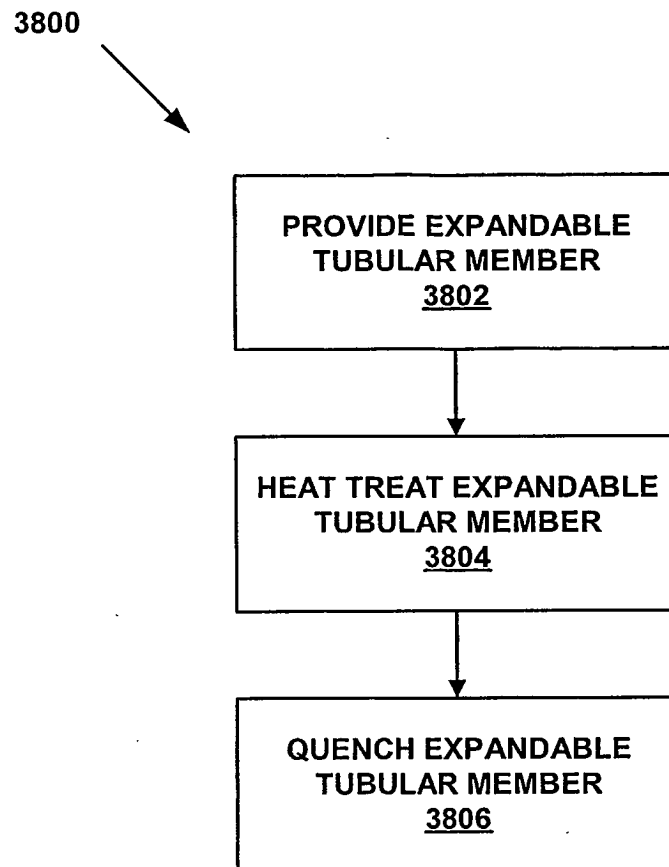 3800
PROVIDE EXPANDABLE
TUBULAR MEMBER
3802
HEAT TREAT EXPANDABLE
TUBULAR MEMBER
3804
QUENCH EXPANDABLE
TUBULAR MEMBER
3806